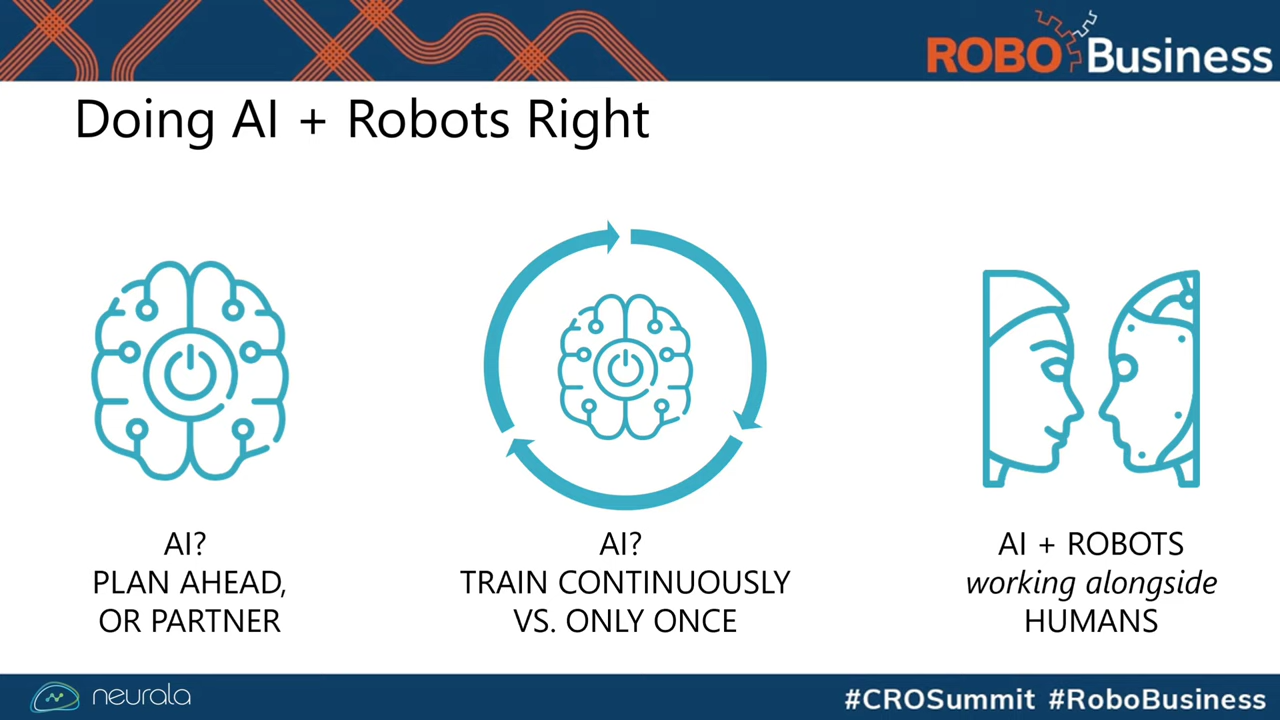 ROBO Business
Doing AI + Robots Right
AI?
PLAN AHEAD,
OR PARTNER
AI?
TRAIN CONTINUOUSLY
VS. ONLY ONCE
AI + ROBOTS
working alongside
HUMANS
neurala
#CROSummit #RoboBusiness